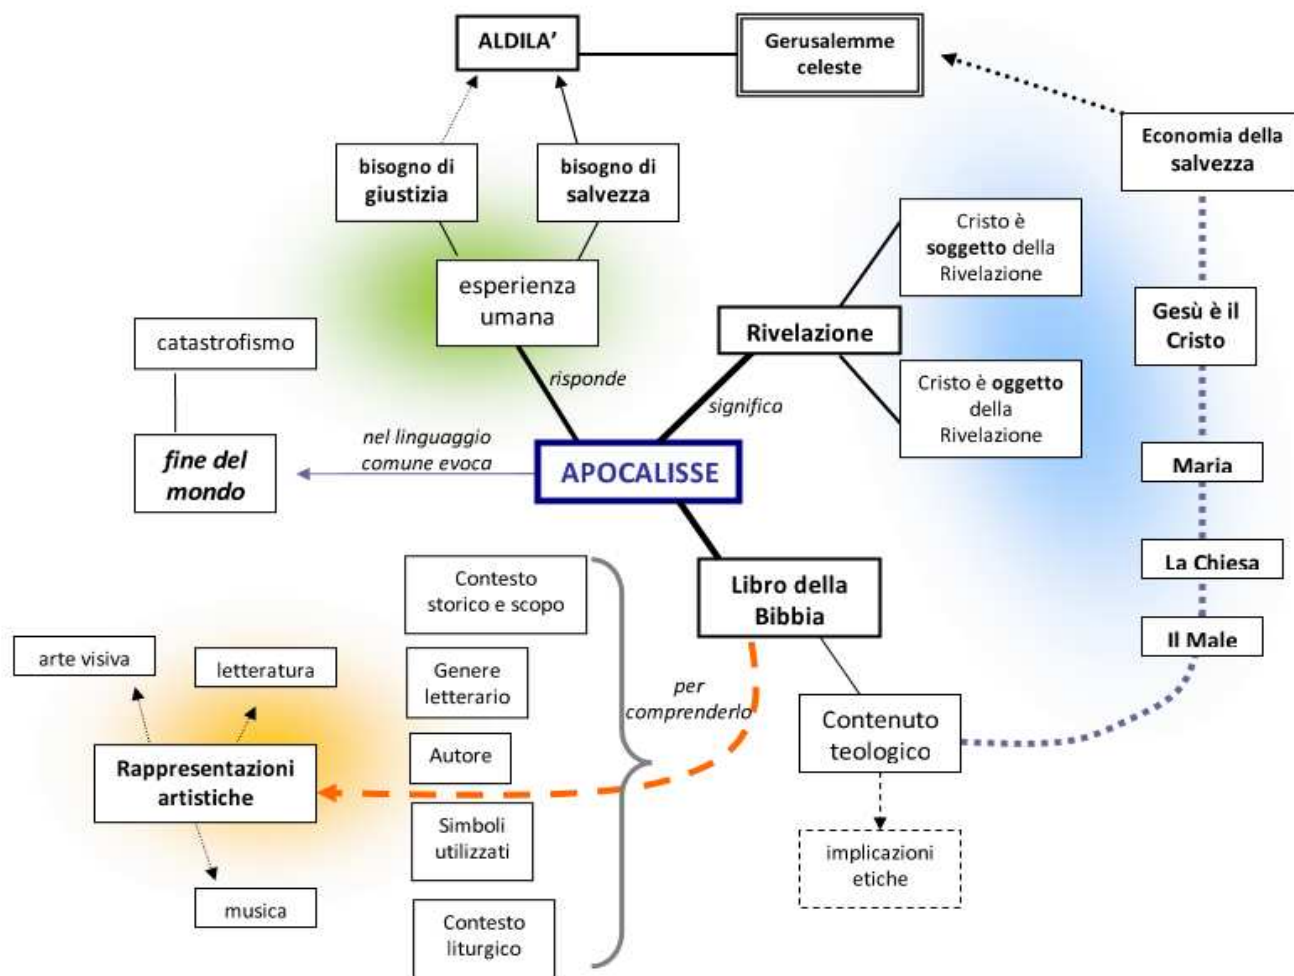 ALDILA’
Gerusalemme
celeste
Economia della
salvezza
bisogno di
giustizia
bisogno di
salvezza
Cristo è
soggetto della
Rivelazione
esperienza
umana
Gesù è il
Cristo
Rivelazione
catastrofismo
risponde
significa
Cristo è oggetto
della
Rivelazione
nel linguaggio
comune evoca
fine del
mondo
APOCALISSE
Maria
Contesto
storico e scopo
Libro della
Bibbia
La Chiesa
Il Male
arte visiva
letteratura
Genere
letterario
per
comprenderlo
Contenuto
teologico
Autore
Rappresentazioni
artistiche
Simboli
utilizzati
implicazioni
etiche
musica
Contesto
liturgico